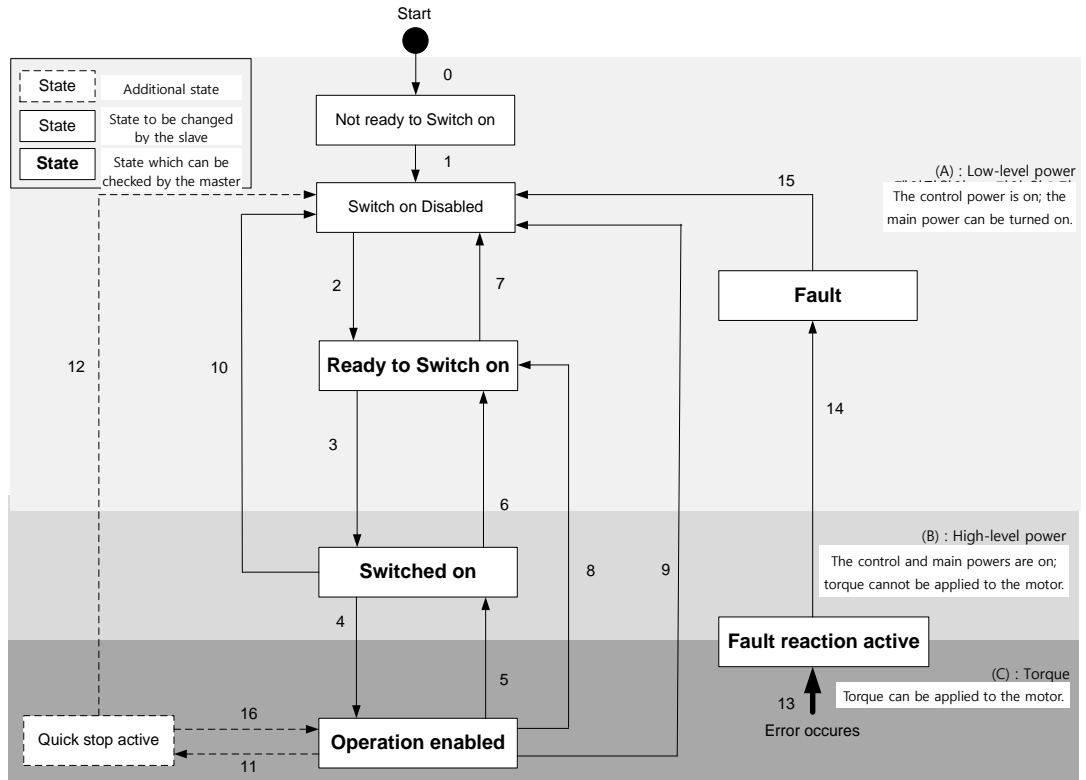 Start
0
State
Additional state
State
State to be changed
by the slave
State
State which can be
checked by the master
Not ready to Switch on
1
Switch on Disabled
15
(A) : Low-level power
The control power is on; the
main power can be turned on.
2
7
Fault
12
10
Ready to Switch on
14
3
6
(B) : High-level power
The control and main powers are on;
torque cannot be applied to the motor.
Switched on
8
9
4
Fault reaction active
5
(C) : Torque
Torque can be applied to the motor.
13
Error occures
16
Quick stop active
Operation enabled
11